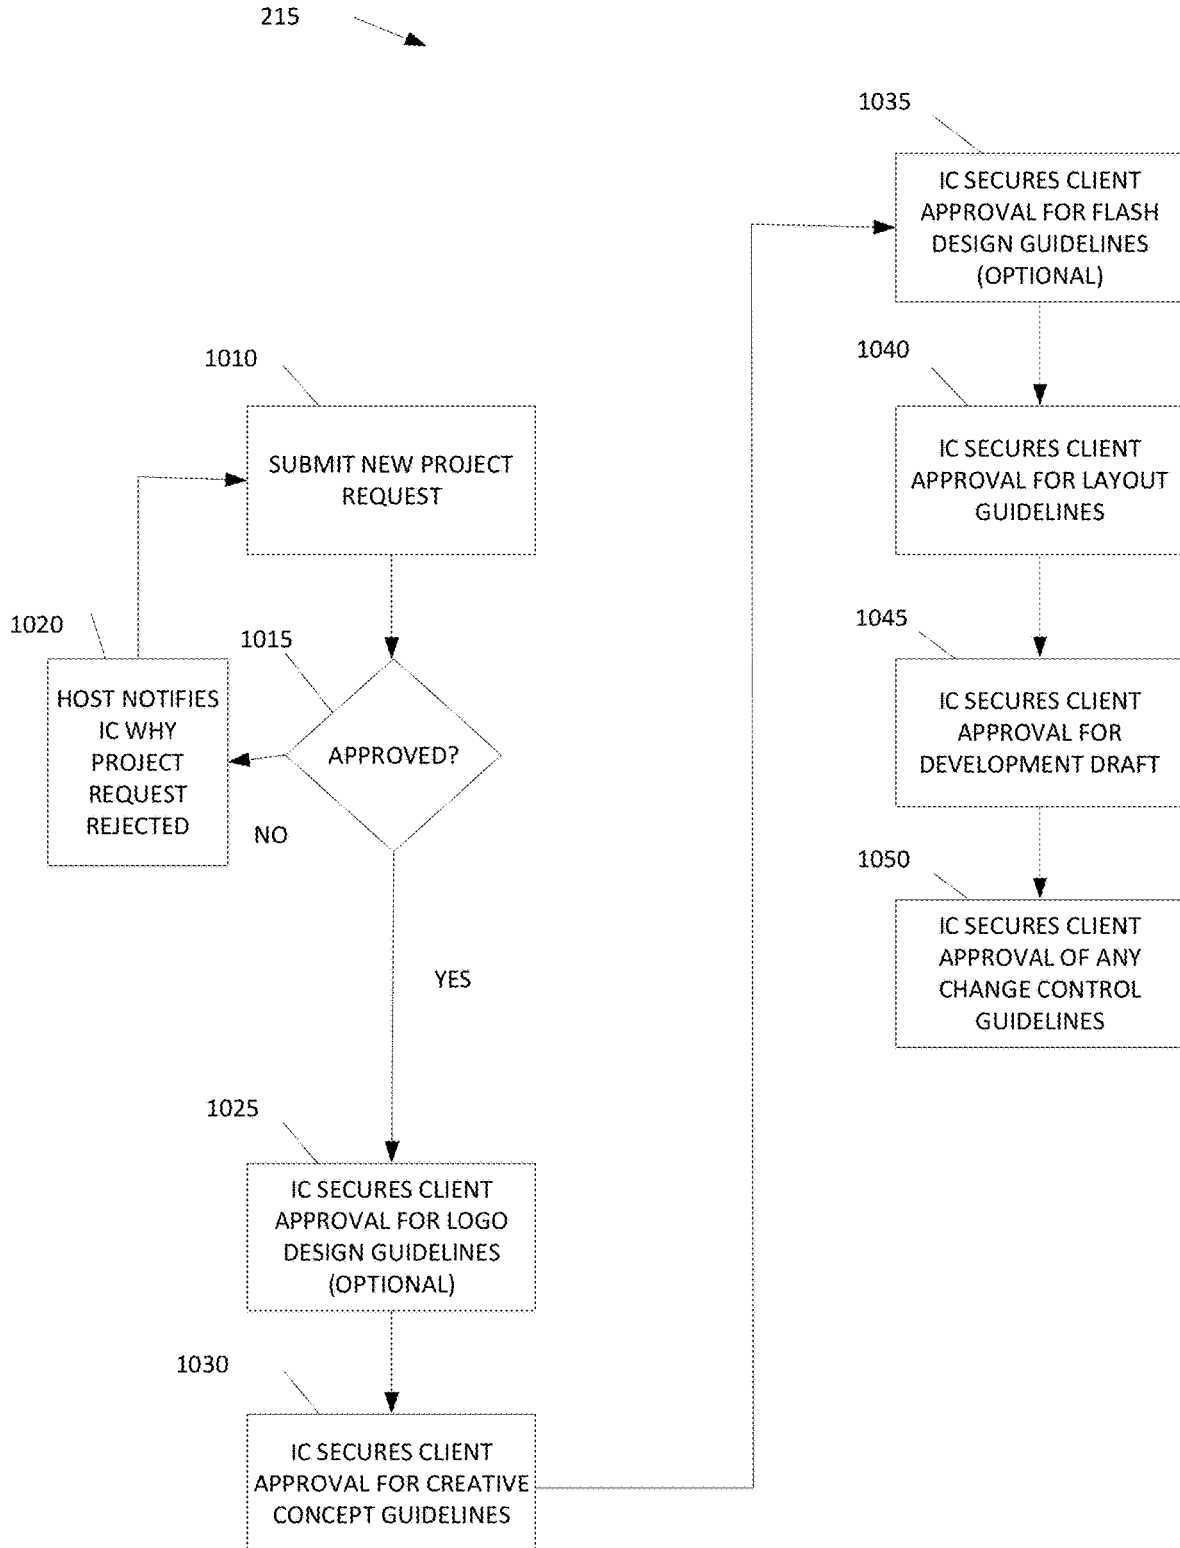 215
1010
SUBMIT NEW PROJECT
REQUEST
1015
APPROVED?
1020
HOST NOTIFIES
IC WHY
PROJECT
REQUEST
REJECTED
NO
YES
1025
IC SECURES CLIENT
APPROVAL FOR LOGO
DESIGN GUIDELINES
(OPTIONAL)
1030
IC SECURES CLIENT
APPROVAL FOR CREATIVE
CONCEPT GUIDELINES
1035
IC SECURES CLIENT
APPROVAL FOR FLASH
DESIGN GUIDELINES
(OPTIONAL)
1040
IC SECURES CLIENT
APPROVAL FOR LAYOUT
GUIDELINES
1045
IC SECURES CLIENT
APPROVAL FOR
DEVELOPMENT DRAFT
1050
IC SECURES CLIENT
APPROVAL OF ANY
CHANGE CONTROL
GUIDELINES